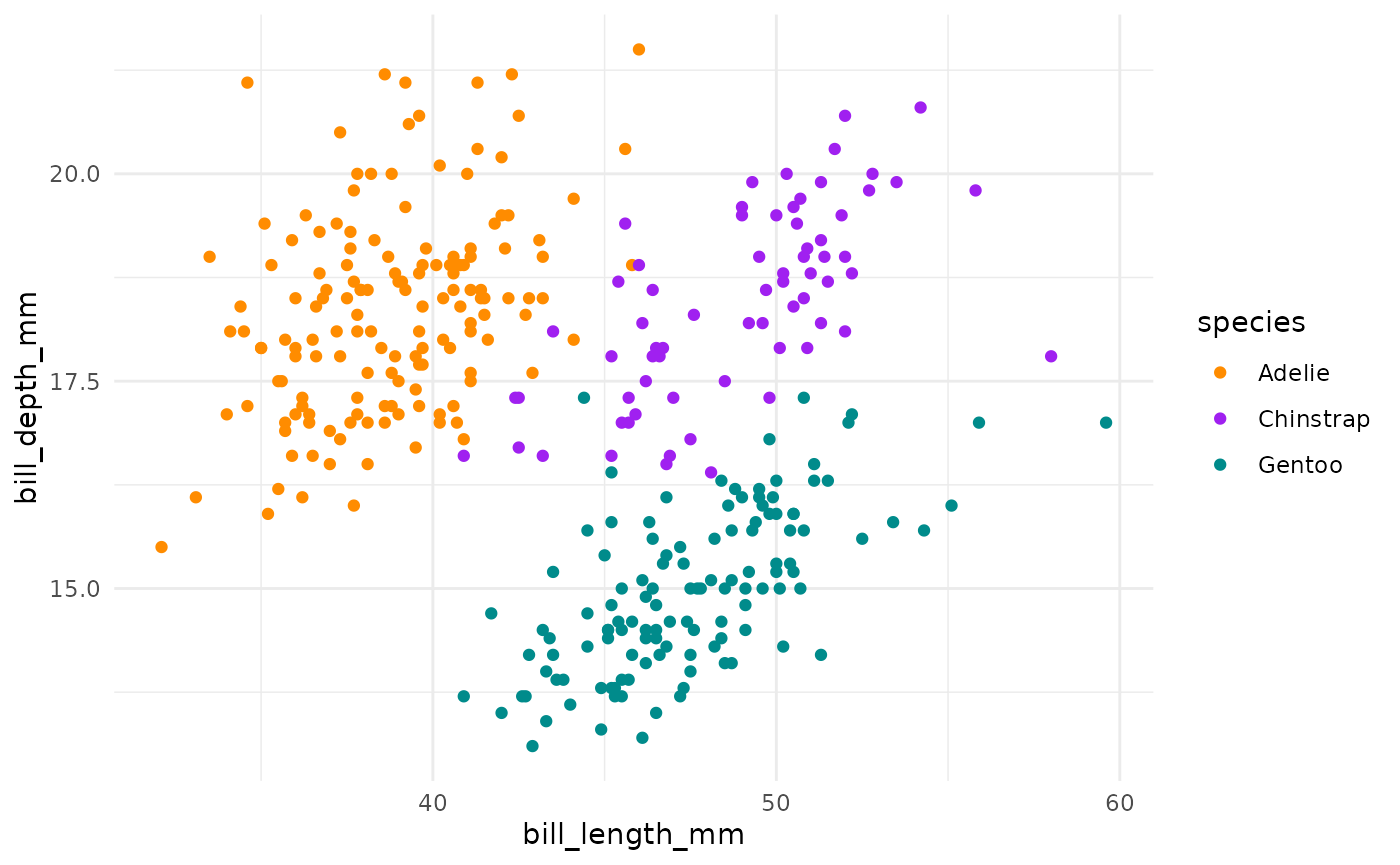 20.0
17.5
15.0
40
50
60
bill_length_mm
bill_depth_mm
species
Adelie
Chinstrap
Gentoo